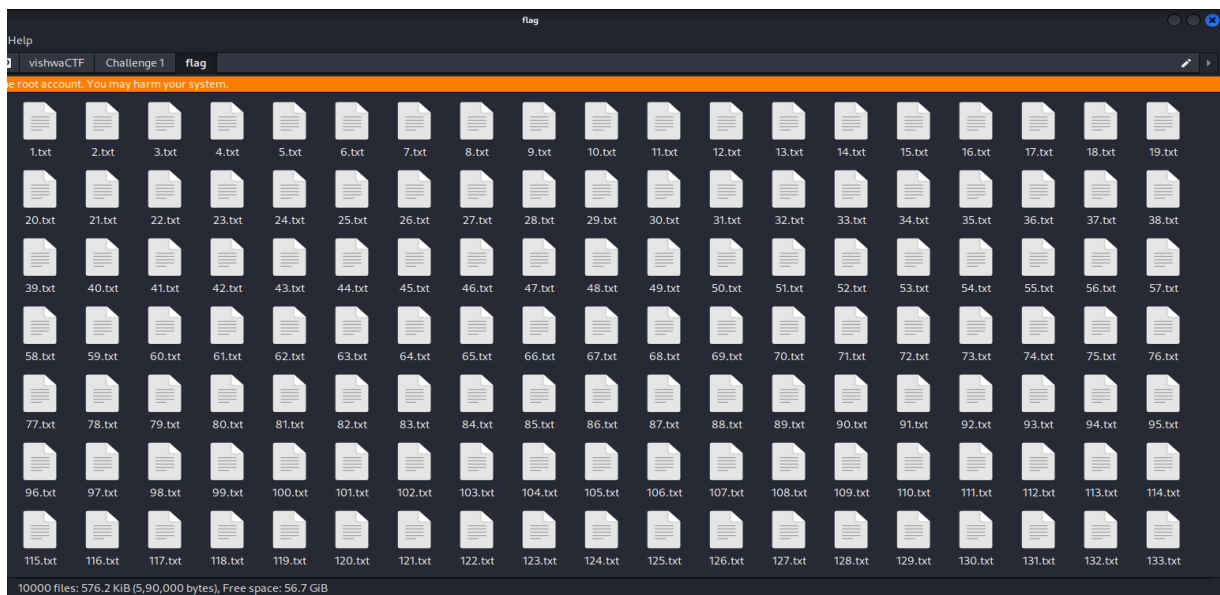 flag
Help
vishwaCTF Challenge 1 flag
e root account. You may harm your system.
1.txt 2.txt 3.txt 4.txt 5.txt 6.txt 7.txt 8.txt 9.txt 10.txt 11.txt 12.txt 13.txt 14.txt 15.txt 16.txt 17.txt 18.txt 19.txt
20.txt 21.txt 22.txt 23.txt 24.txt 25.txt 26.txt 27.txt 28.txt 29.txt 30.txt 31.txt 32.txt 33.txt 34.txt 35.txt 36.txt 37.txt 38.txt
39.txt 40.txt 41.txt 42.txt 43.txt 44.txt 45.txt 46.txt 47.txt 48.txt 49.txt 50.txt 51.txt 52.txt 53.txt 54.txt 55.txt 56.txt 57.txt
58.txt 59.txt 60.txt 61.txt 62.txt 63.txt 64.txt 65.txt 66.txt 67.txt 68.txt 69.txt 70.txt 71.txt 72.txt 73.txt 74.txt 75.txt 76.txt
77.txt 78.txt 79.txt 80.txt 81.txt 82.txt 83.txt 84.txt 85.txt 86.txt 87.txt 88.txt 89.txt 90.txt 91.txt 92.txt 93.txt 94.txt 95.txt
96.txt 97.txt 98.txt 99.txt 100.txt 101.txt 102.txt 103.txt 104.txt 105.txt 106.txt 107.txt 108.txt 109.txt 110.txt 111.txt 112.txt 113.txt 114.txt
115.txt 116.txt 117.txt 118.txt 119.txt 120.txt 121.txt 122.txt 123.txt 124.txt 125.txt 126.txt 127.txt 128.txt 129.txt 130.txt 131.txt 132.txt 133.txt
10000 files: 576.2 KiB (5,90,000 bytes), Free space: 56.7 GiB